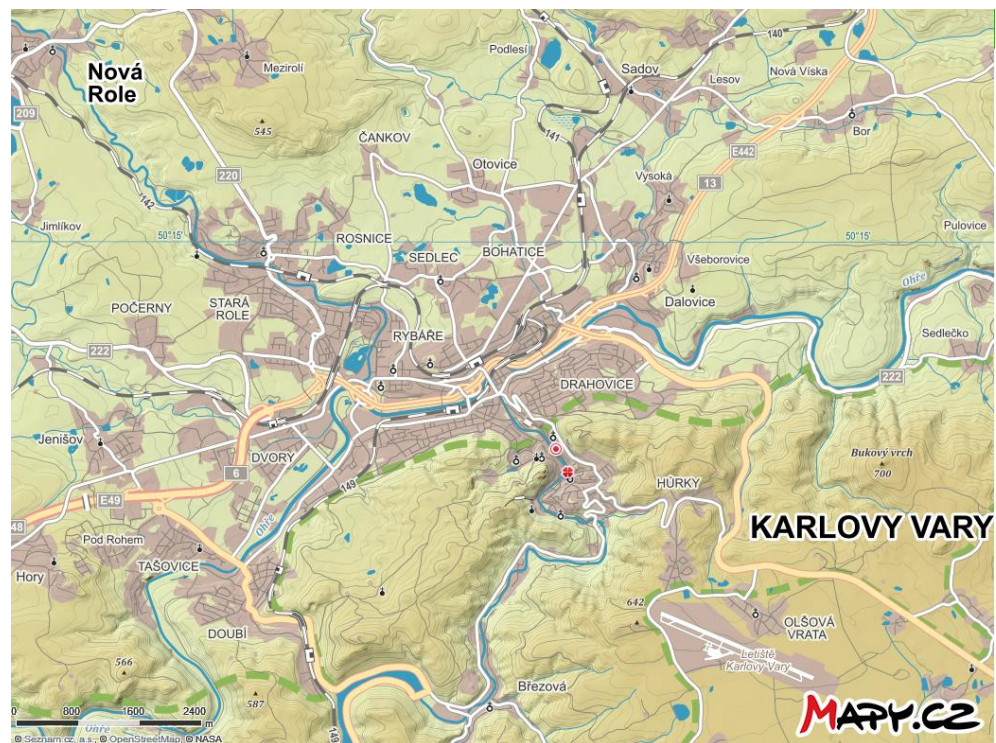 140
Podlesí
Nová
Role
Mezirolí
Sadov
Lesov
Nová Víska
209
545
141
Bor
ČANKOV
E442
220
Otovice
Vysoká
13
142
Jimlíkov
50°15'
ROSNICE
SEDLEC
BOHATICE
50°15'
Pulovice
Všeborovice
Ohře
POČERNY
STARÁ
ROLE
Dalovice
RYBÁŘE
Sedlečko
222
DRAHOVICE
222
Jenišov
DVORY
149
6
Bukový vrch
700
HŮRKY
E49
48
Ohře
KARLOVY VARY
Pod Rohem
Hory
TAŠOVICE
642
OLŠOVÁ
VRATA
DOUBÍ
Letiště
Karlovy Vary
566
587
Březová
0 800 1600 2400
m
Ohře
149
MAPY.CZ
© Seznam.cz, a.s., © OpenStreetMap, © NASA